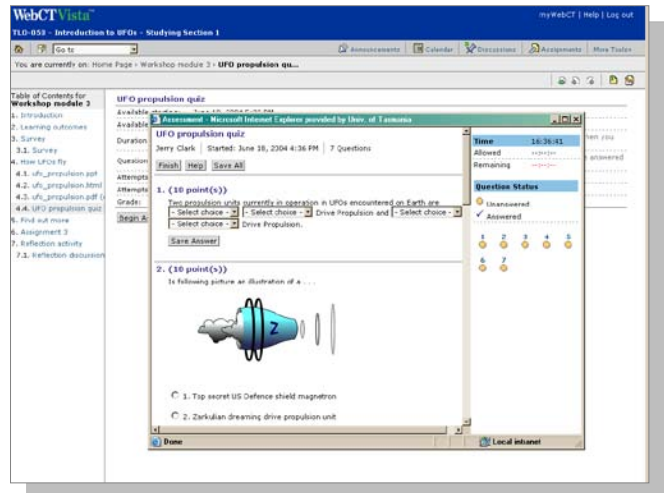 WebCT Vista™
myWebCT | Help | Log out
TLO-053 - Introduction to UFOs - Studying Section 1
Go to
Announcements
Calendar
Discussions
Assignments
More Tools
You are currently on: Home Page › Workshop module 2 › UFO propulsion qu...
Table of Contents for
Workshop module 2
1. Introduction
2. Learning outcomes
3. Survey
3.1. Survey
4. How UFOs fly
4.1. ufo_propulsion ppt
4.2. ufo_propulsion.html
4.3. ufo_propulsion.pdf
4.4. UFO propulsion quiz
5. Find out more
6. Assignment 3
7. Reflection activity
7.1. Reflection discussion
UFO propulsion quiz
Available
Available
Duration
Question
Attempts
Attempts
Grade:
Begin A
when you
answered
Assessment - Microsoft Internet Explorer provided by Univ. of Tasmania
UFO propulsion quiz
Jerry Clark | Started: June 18, 2004 4:36 PM | 7 Questions
Finish Help Save All
1. (10 point(s))
Two propulsion units currently in operation in UFOs encountered on Earth are
- Select choice - - Select choice - Drive Propulsion and - Select choice -
- Select choice - Drive Propulsion.
Save Answer
2. (10 point(s))
Is following picture an illustration of a . . .
Z
1. Top secret US Defence shield magnetron
2. Zarkulian dreaming drive propulsion unit
Time 16:36:41
Allowed --:--:--
Remaining --:--:--
Question Status
Unanswered
Answered
1 2 3 4 5
6 7
Done
Local intranet